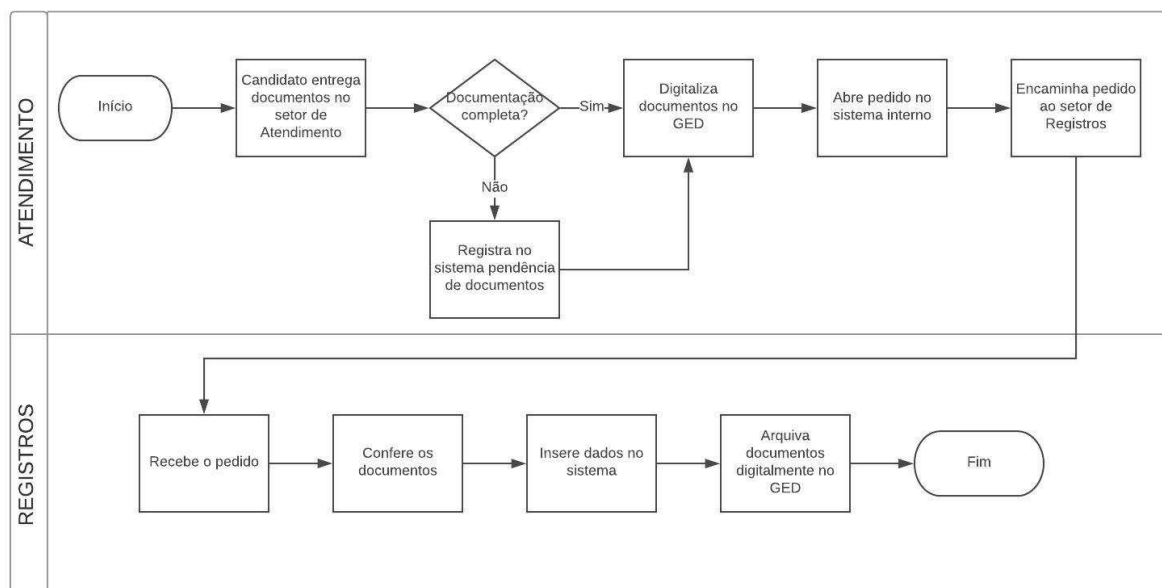 ATENDIMENTO
Início
Candidato entrega
documentos no
setor de
Atendimento
Documentação
completa?
Sim
Não
Registra no
sistema pendência
de documentos
Digitaliza
documentos no
GED
Abre pedido no
sistema interno
Encaminha pedido
ao setor de
Registros
REGISTROS
Recebe o pedido
Confere os
documentos
Insere dados no
sistema
Arquiva
documentos
digitalmente no
GED
Fim